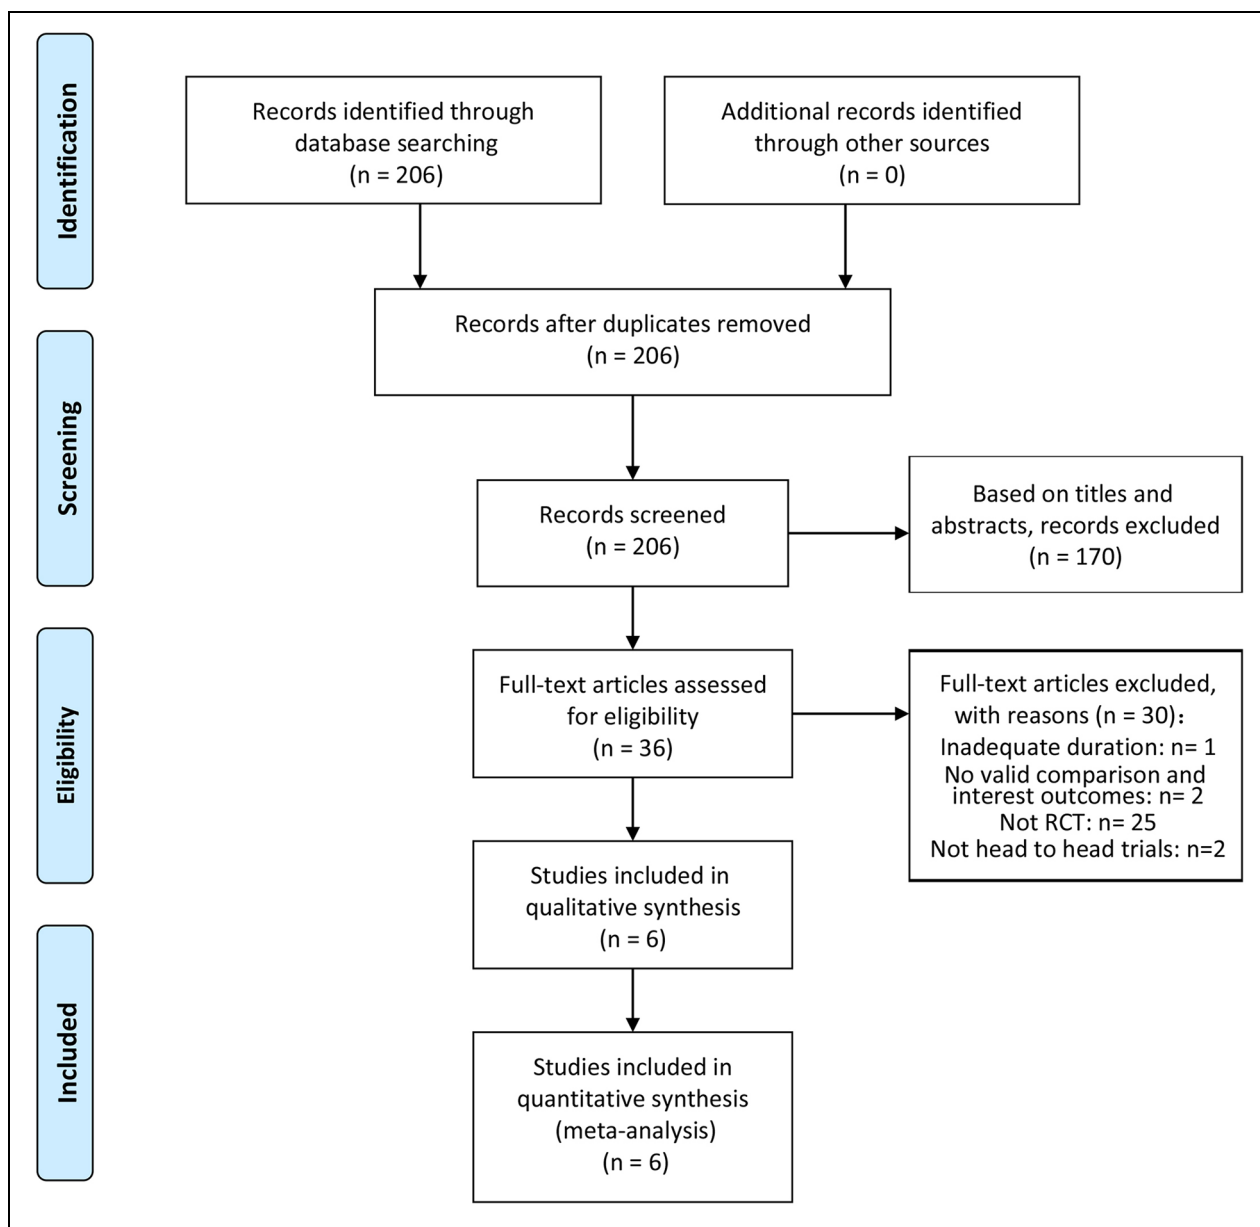 Identification
Records identified through
database searching
(n = 206)
Additional records identified
through other sources
(n = 0)
Records after duplicates removed
(n = 206)
Screening
Records screened
(n = 206)
Based on titles and
abstracts, records excluded
(n = 170)
Eligibility
Full-text articles assessed
for eligibility
(n = 36)
Full-text articles excluded,
with reasons (n = 30)：
Inadequate duration: n= 1
No valid comparison and
interest outcomes: n= 2
Not RCT: n= 25
Not head to head trials: n=2
Studies included in
qualitative synthesis
(n = 6)
Included
Studies included in
quantitative synthesis
(meta-analysis)
(n = 6)